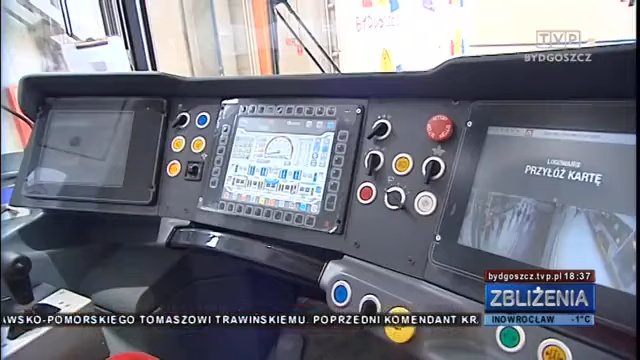 BYDGOSZCZ
TVP
BYDGOSZCZ
LOGOWANIE
PRZYŁÓŻ KARTĘ
bydgoszcz.tvp.pl 18:37
ZBLIŻENIA
INOWROCŁAW -1°C
AWSKO-POMORSKIEGO TOMASZOWI TRAWIŃSKIEMU. POPRZEDNI KOMENDANT KR.